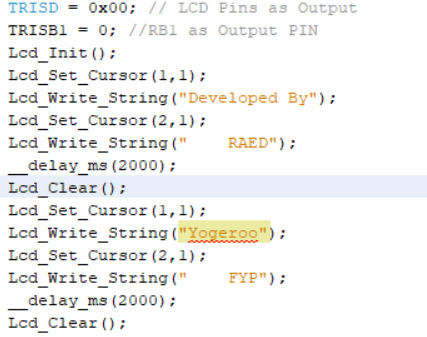 TRISD = 0x00; // LCD Pins as Output
TRISB1 = 0; //RB1 as Output PIN
Lcd_Init();
Lcd_Set_Cursor(1,1);
Lcd_Write_String("Developed By");
Lcd_Set_Cursor(2,1);
Lcd_Write_String("    RAED");
__delay_ms(2000);
Lcd_Clear();
Lcd_Set_Cursor(1,1);
Lcd_Write_String("Yogeroo");
Lcd_Set_Cursor(2,1);
Lcd_Write_String("    FYP");
__delay_ms(2000);
Lcd_Clear();